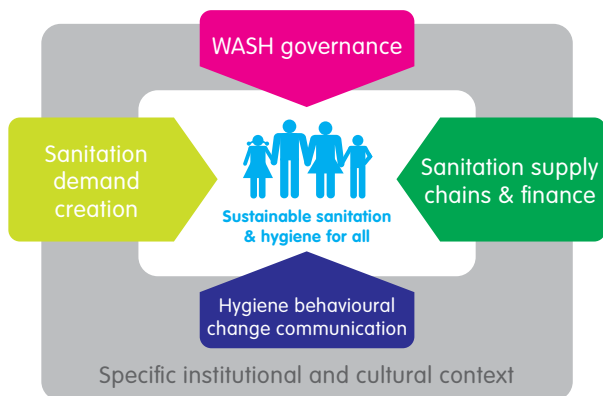 WASH governance
Sanitation
demand
creation
Sanitation supply
chains & finance
Sustainable sanitation
& hygiene for all
Hygiene behavioural
change communication
Specific institutional and cultural context